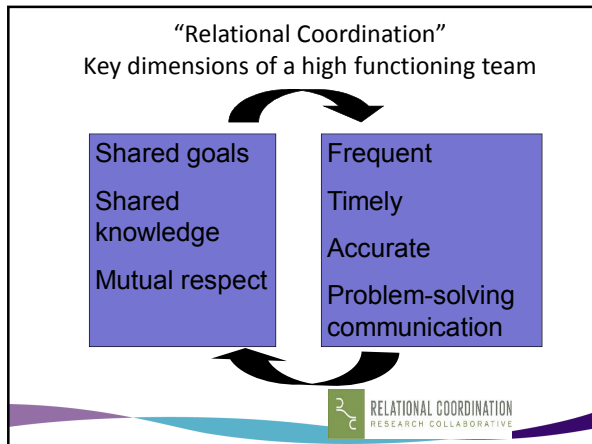 “Relational Coordination”
Key dimensions of a high functioning team
Shared goals
Shared
knowledge
Mutual respect
Frequent
Timely
Accurate
Problem-solving
communication
RELATIONAL COORDINATION
RESEARCH COLLABORATIVE